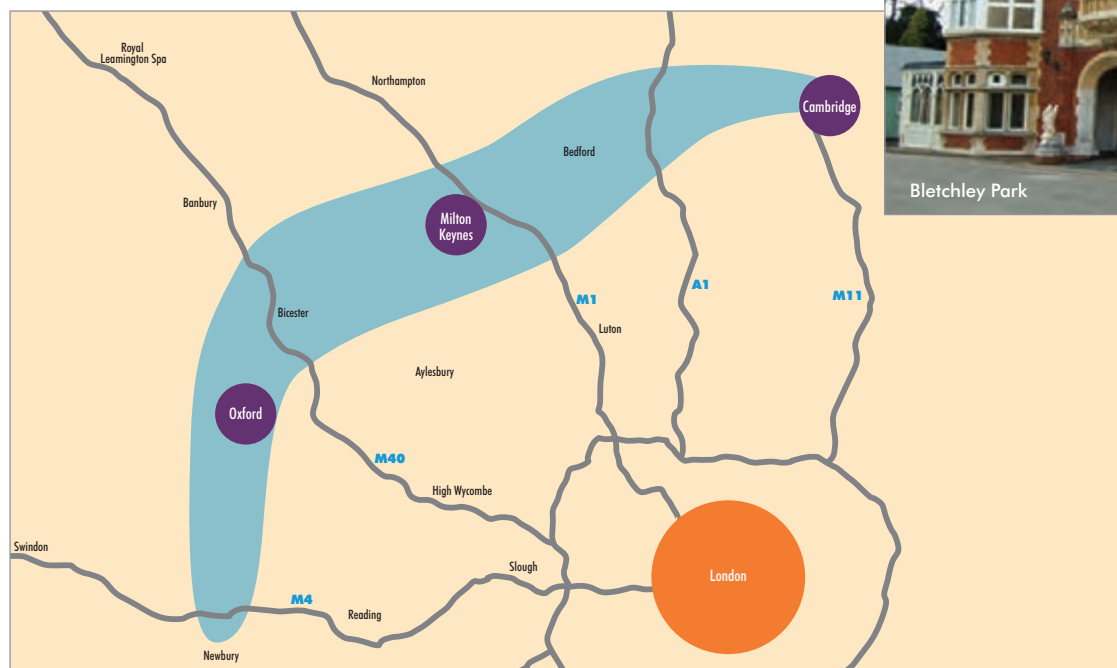 Royal
Leamington Spa
Northampton
Cambridge
Bedford
Bletchley Park
Banbury
Milton
Keynes
A1
M11
M1
Bicester
Luton
Aylesbury
Oxford
M40
High Wycombe
Swindon
Slough
London
M4
Reading
Newbury